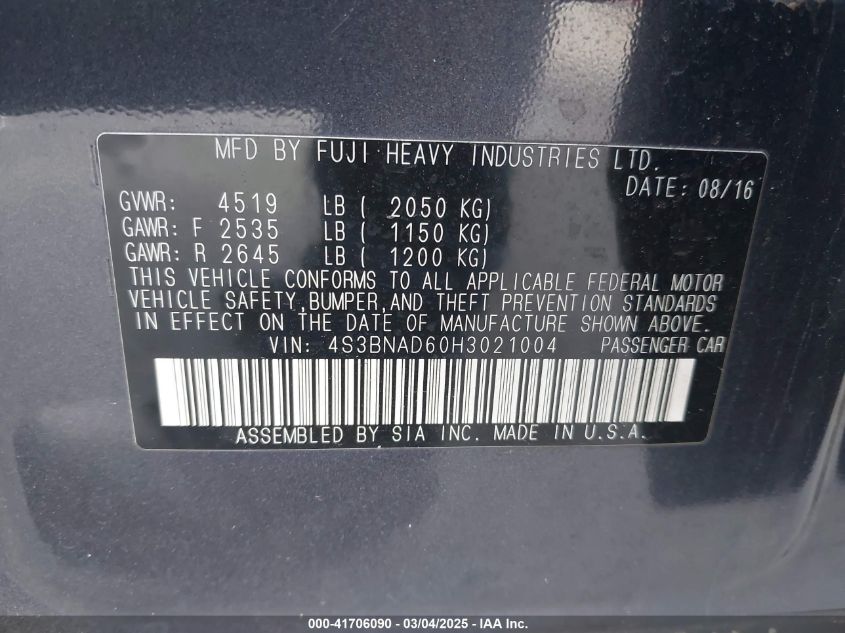 MFD BY FUJI HEAVY INDUSTRIES LTD.
DATE: 08/16
GVWR: 4519 LB ( 2050 KG)
GAWR: F 2535 LB ( 1150 KG)
GAWR: R 2645 LB ( 1200 KG)
THIS VEHICLE CONFORMS TO ALL APPLICABLE FEDERAL MOTOR
VEHICLE SAFETY,BUMPER,AND THEFT PREVENTION STANDARDS
IN EFFECT ON THE DATE OF MANUFACTURE SHOWN ABOVE.
VIN: 4S3BNAD60H3021004 PASSENGER CAR
ASSEMBLED BY SIA INC. MADE IN U.S.A.
000-41706090 — 03/04/2025 — IAA Inc.